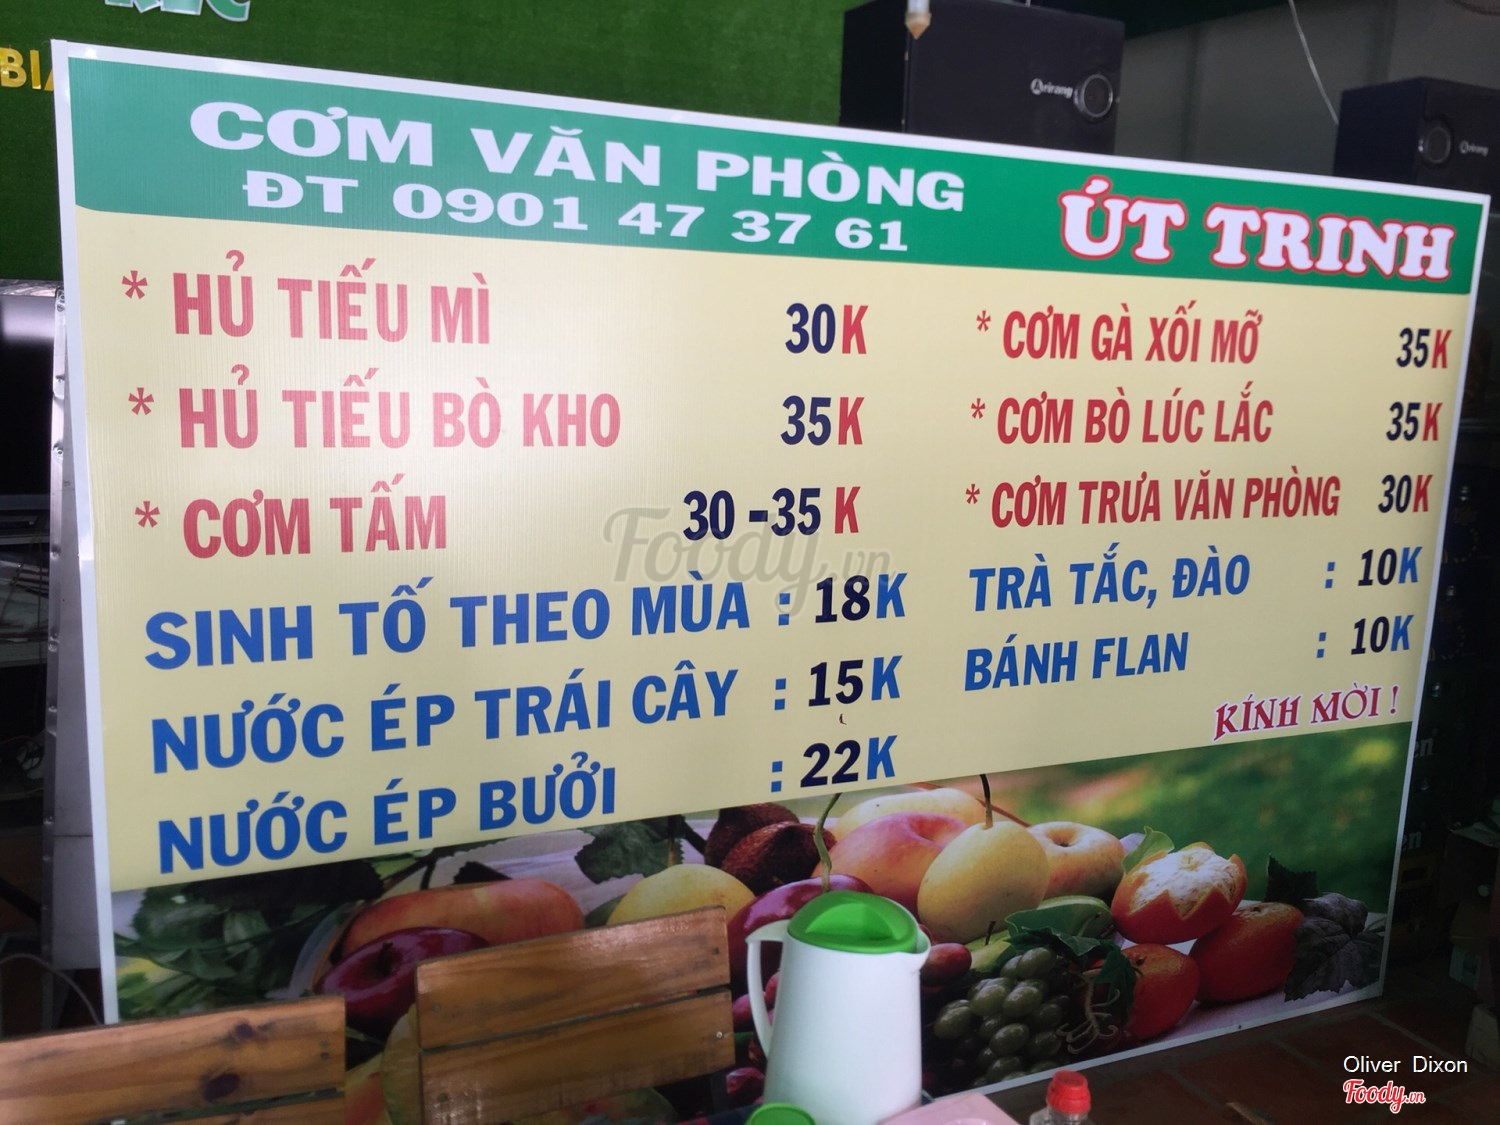 CƠM VĂN PHÒNG
ĐT 0901 47 37 61
ÚT TRINH
* HỦ TIẾU MÌ 30K
* HỦ TIẾU BÒ KHO 35K
* CƠM TẤM 30-35 K
SINH TỐ THEO MÙA : 18K
NƯỚC ÉP TRÁI CÂY : 15K
NƯỚC ÉP BƯỞI : 22K
* CƠM GÀ XỐI MỠ 35K
* CƠM BÒ LÚC LẮC 35K
* CƠM TRƯA VĂN PHÒNG 30K
TRÀ TẮC, ĐÀO : 10K
BÁNH FLAN : 10K
KÍNH MỜI !
Arirang
Arirang
BIA
Foody.vn
Oliver Dixon
Foody.vn